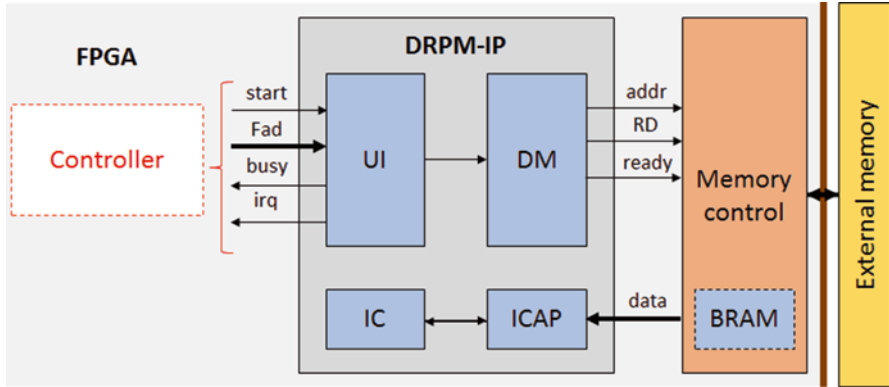 FPGA
DRPM-IP
Controller
start
Fad
busy
irq
UI
DM
addr
RD
ready
Memory
control
IC
ICAP
data
BRAM
External memory